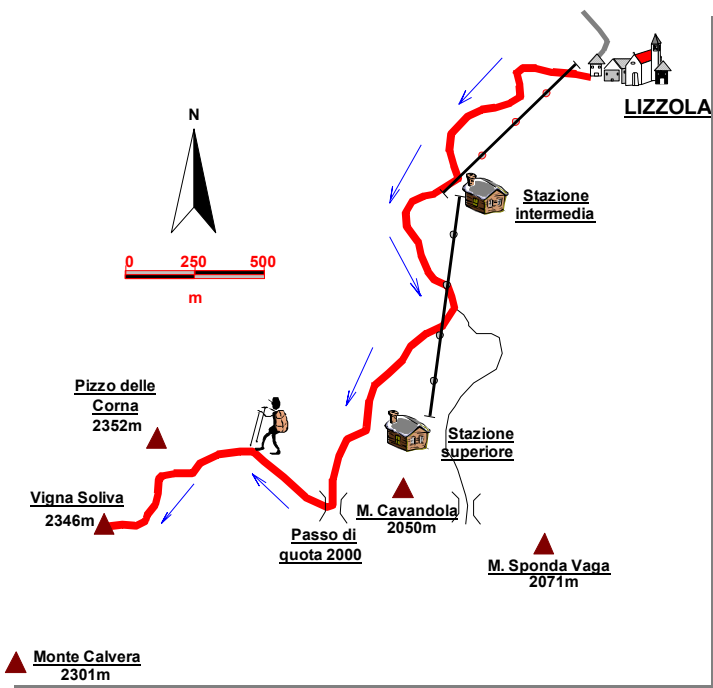 LIZZOLA
N
Stazione
intermedia
0 250 500
m
Pizzo delle
Corna
2352m
Stazione
superiore
Vigna Soliva
2346m
M. Cavandola
2050m
Passo di
quota 2000
M. Sponda Vaga
2071m
Monte Calvera
2301m